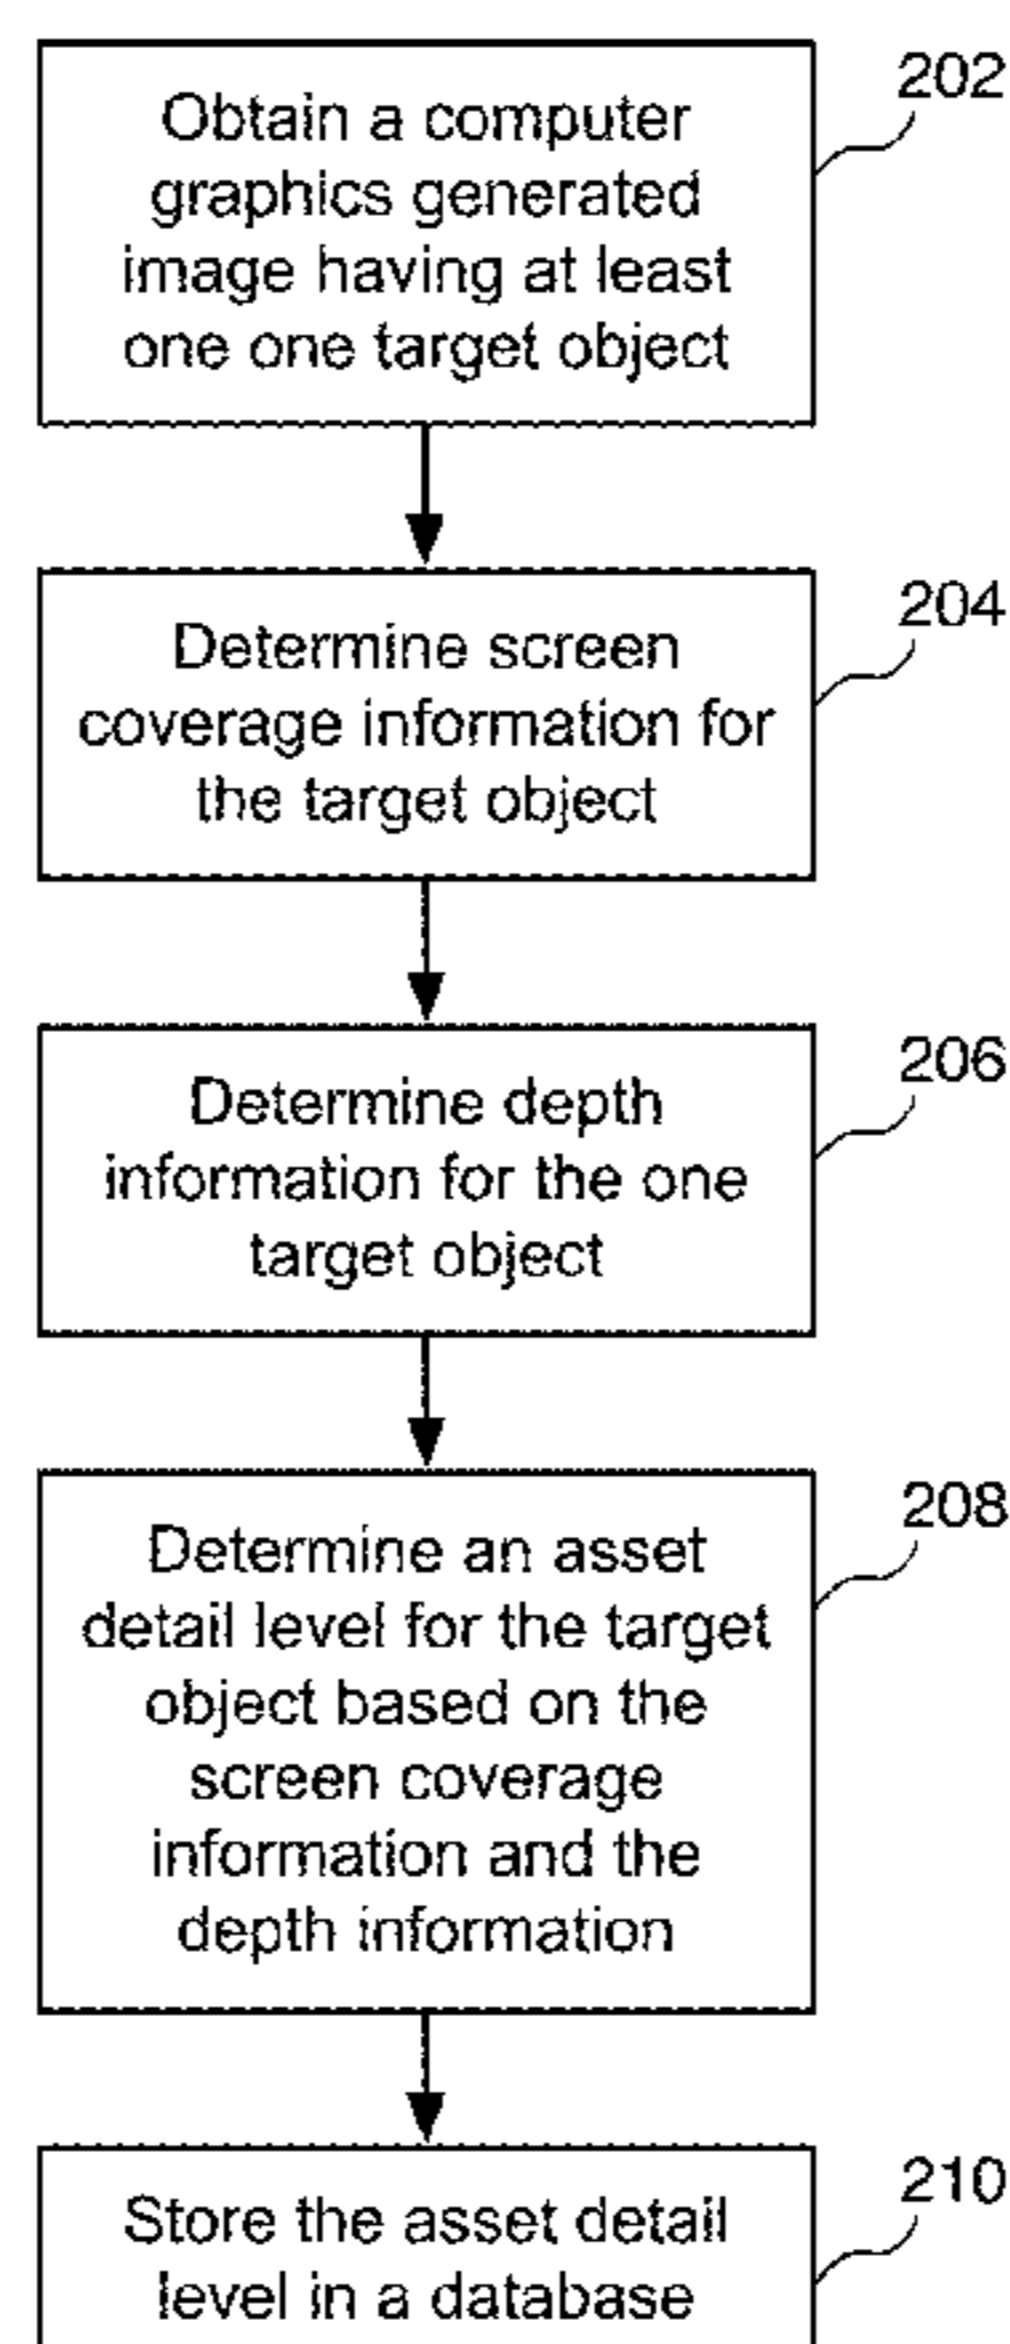 Obtain a computer
graphics generated
image having at least
one one target object
202
Determine screen
coverage information for
the target object
204
Determine depth
information for the one
target object
206
Determine an asset
detail level for the target
object based on the
screen coverage
information and the
depth information
208
Store the asset detail
level in a database
210